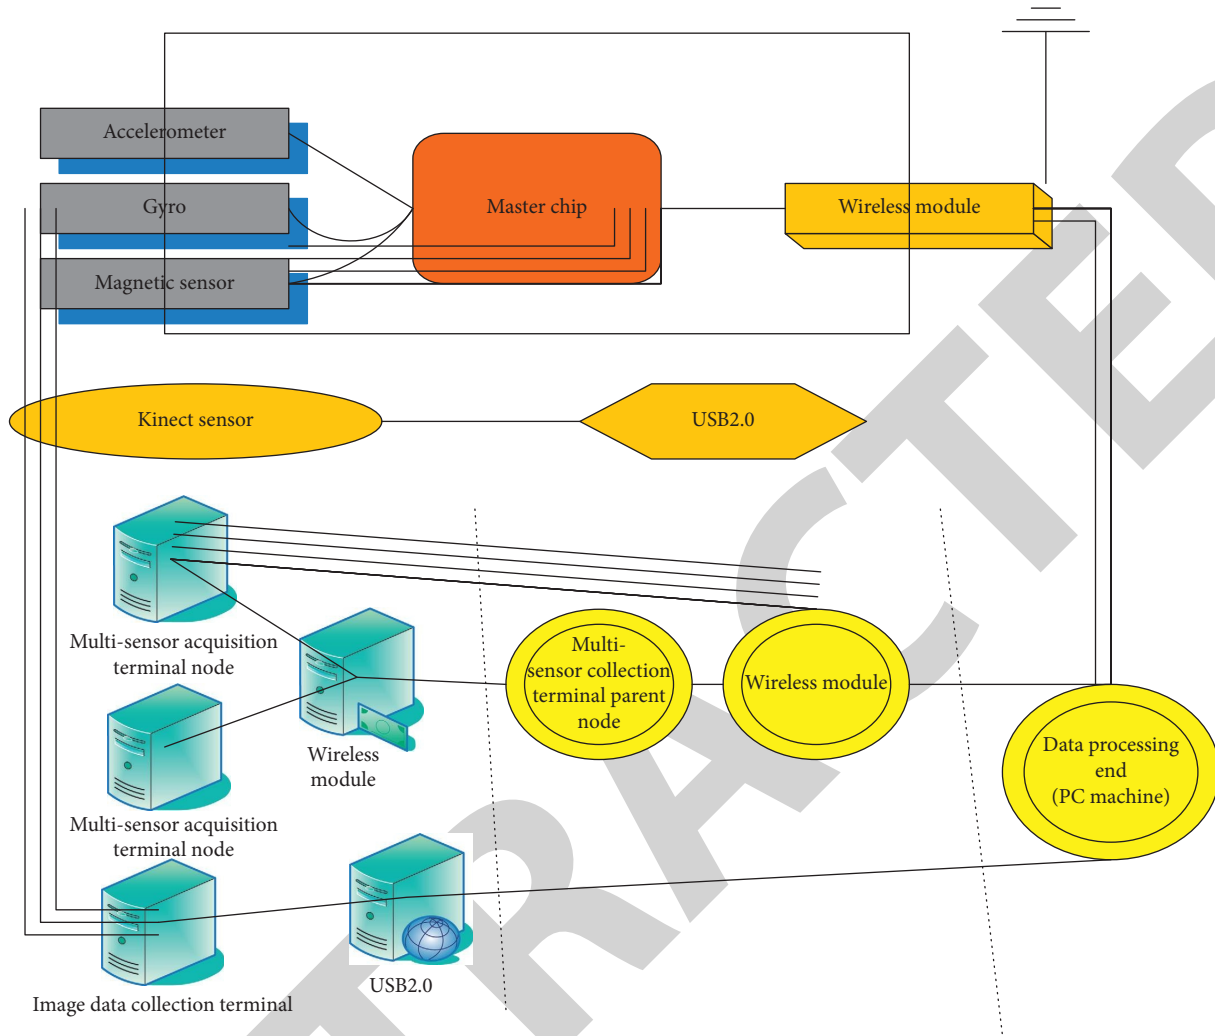 Accelerometer
Gyro
Master chip
Wireless module
Magnetic sensor
Kinect sensor
USB2.0
Multi-sensor acquisition
terminal node
Wireless
module
Multi-
sensor collection
terminal parent
node
Wireless module
Data processing
end
(PC machine)
Multi-sensor acquisition
terminal node
USB2.0
Image data collection terminal
TRACTED